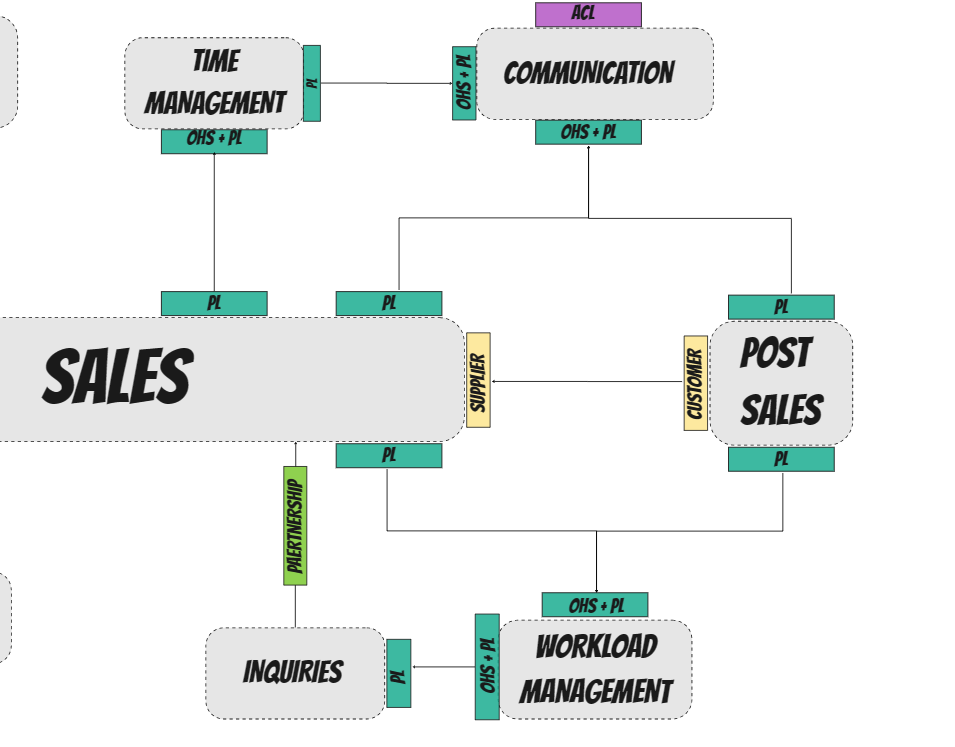 ACL
TIME
MANAGEMENT
PL
OHS + PL
COMMUNICATION
OHS + PL
OHS + PL
PL
PL
PL
SALES
SUPPLIER
CUSTOMER
POST
SALES
PL
PL
PAERTNERSHIP
OHS + PL
INQUIRIES
PL
OHS + PL
WORKLOAD
MANAGEMENT